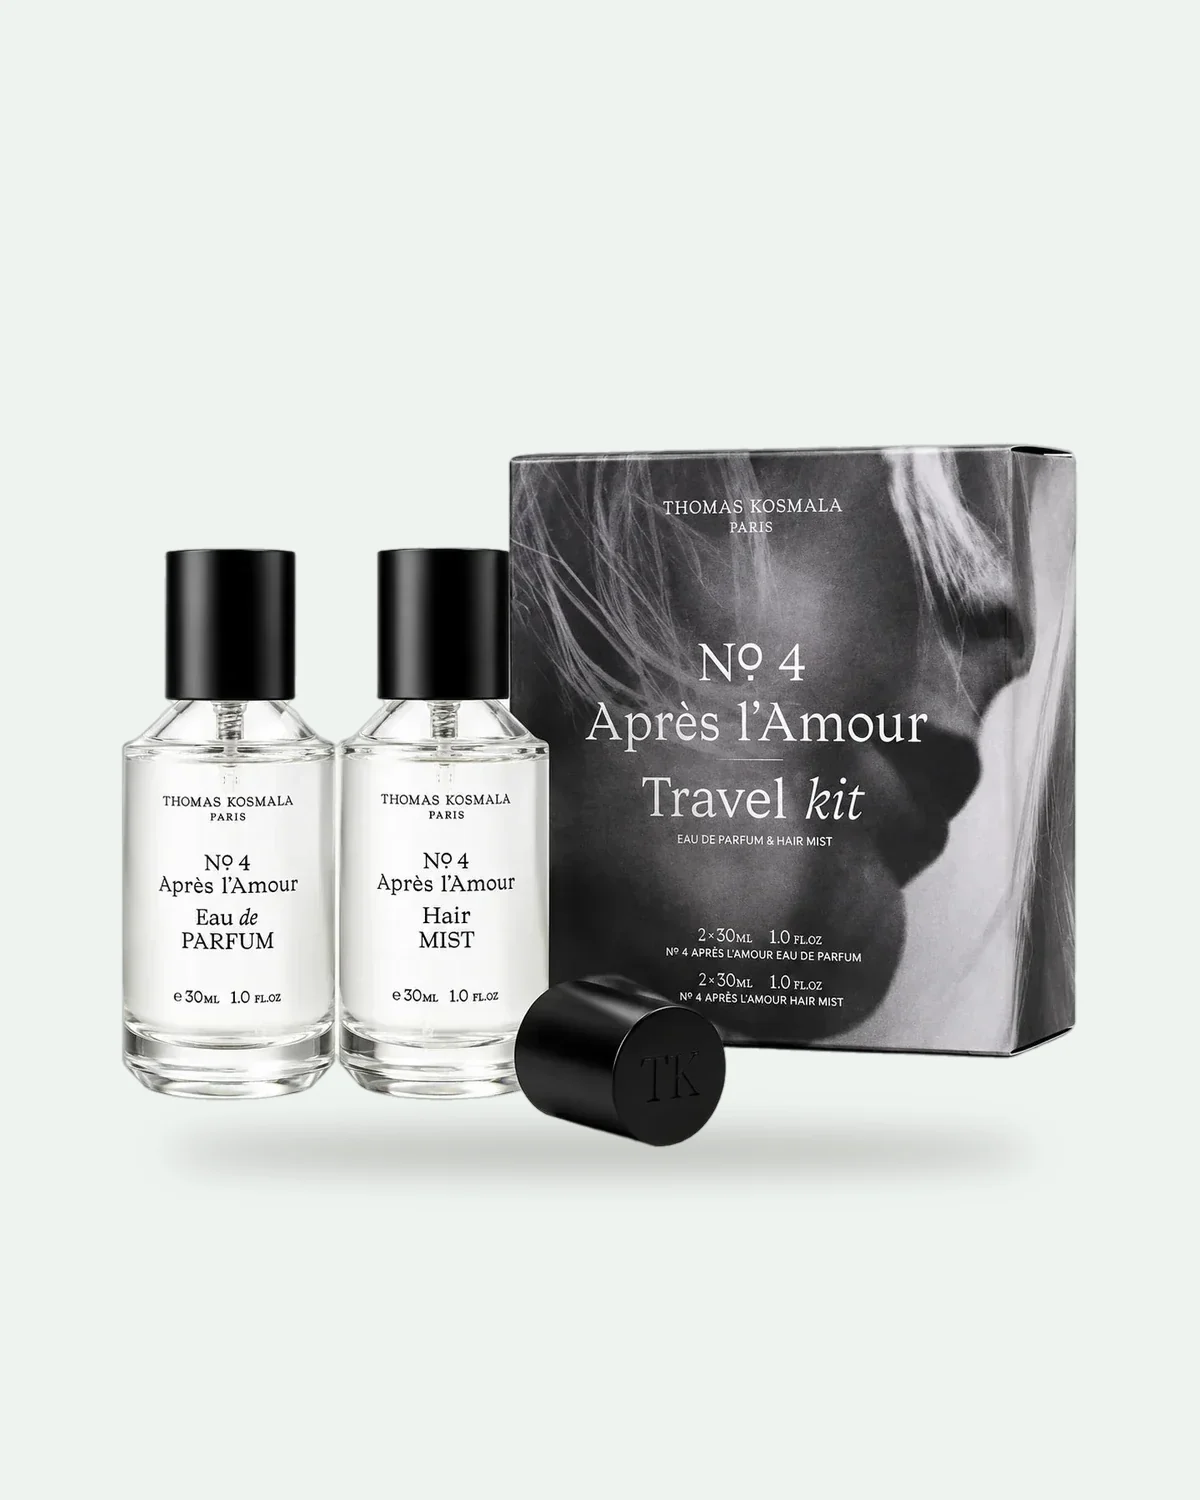 THOMAS KOSMALA
PARIS
Nº 4
Après l'Amour
Eau de
PARFUM
e 30ML 1.0 FL.OZ
THOMAS KOSMALA
PARIS
Nº 4
Après l'Amour
Hair
MIST
e 30ML 1.0 FL.OZ
THOMAS KOSMALA
PARIS
Nº 4
Après l'Amour
Travel kit
EAU DE PARFUM & HAIR MIST
2×30ML 1.0 FL.OZ
Nº 4 APRÈS L'AMOUR EAU DE PARFUM
2×30ML 1.0 FL.OZ
Nº 4 APRÈS L'AMOUR HAIR MIST
TK